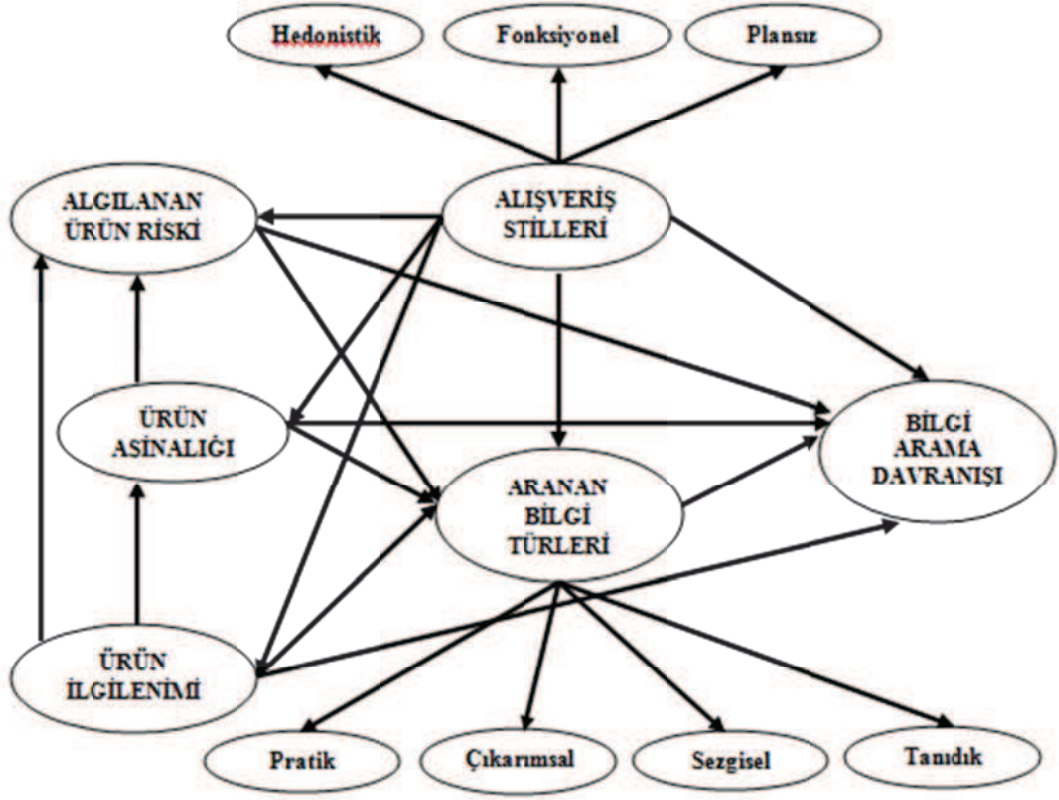 Hedonistik
Fonksiyonel
Plansız
ALGILANAN
ÜRÜN RİSKİ
ALIŞVERİŞ
STİLLERİ
ÜRÜN
AŞİNALIĞI
BİLGİ
ARAMA
DAVRANIŞI
ARANAN
BİLGİ
TÜRLERİ
ÜRÜN
İLGİLENİMİ
Pratik
Çıkarımsal
Sezgisel
Tanıdık